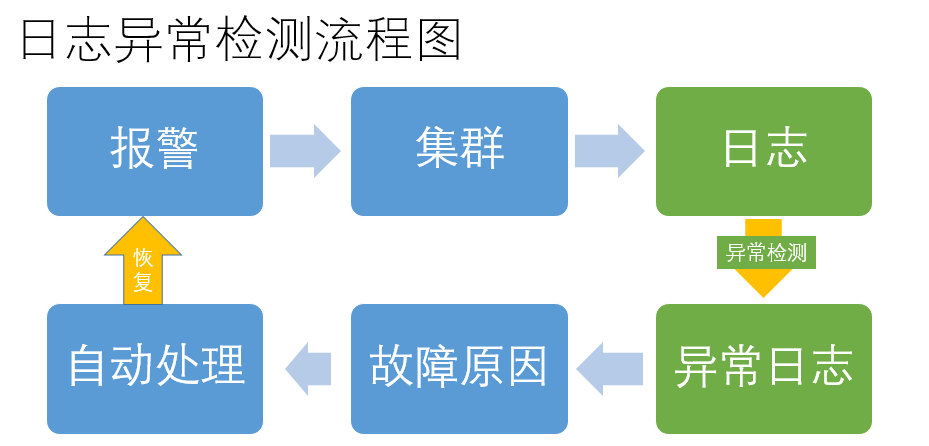 日志异常检测流程图
报警
集群
日志
异常检测
恢
复
自动处理
故障原因
异常日志